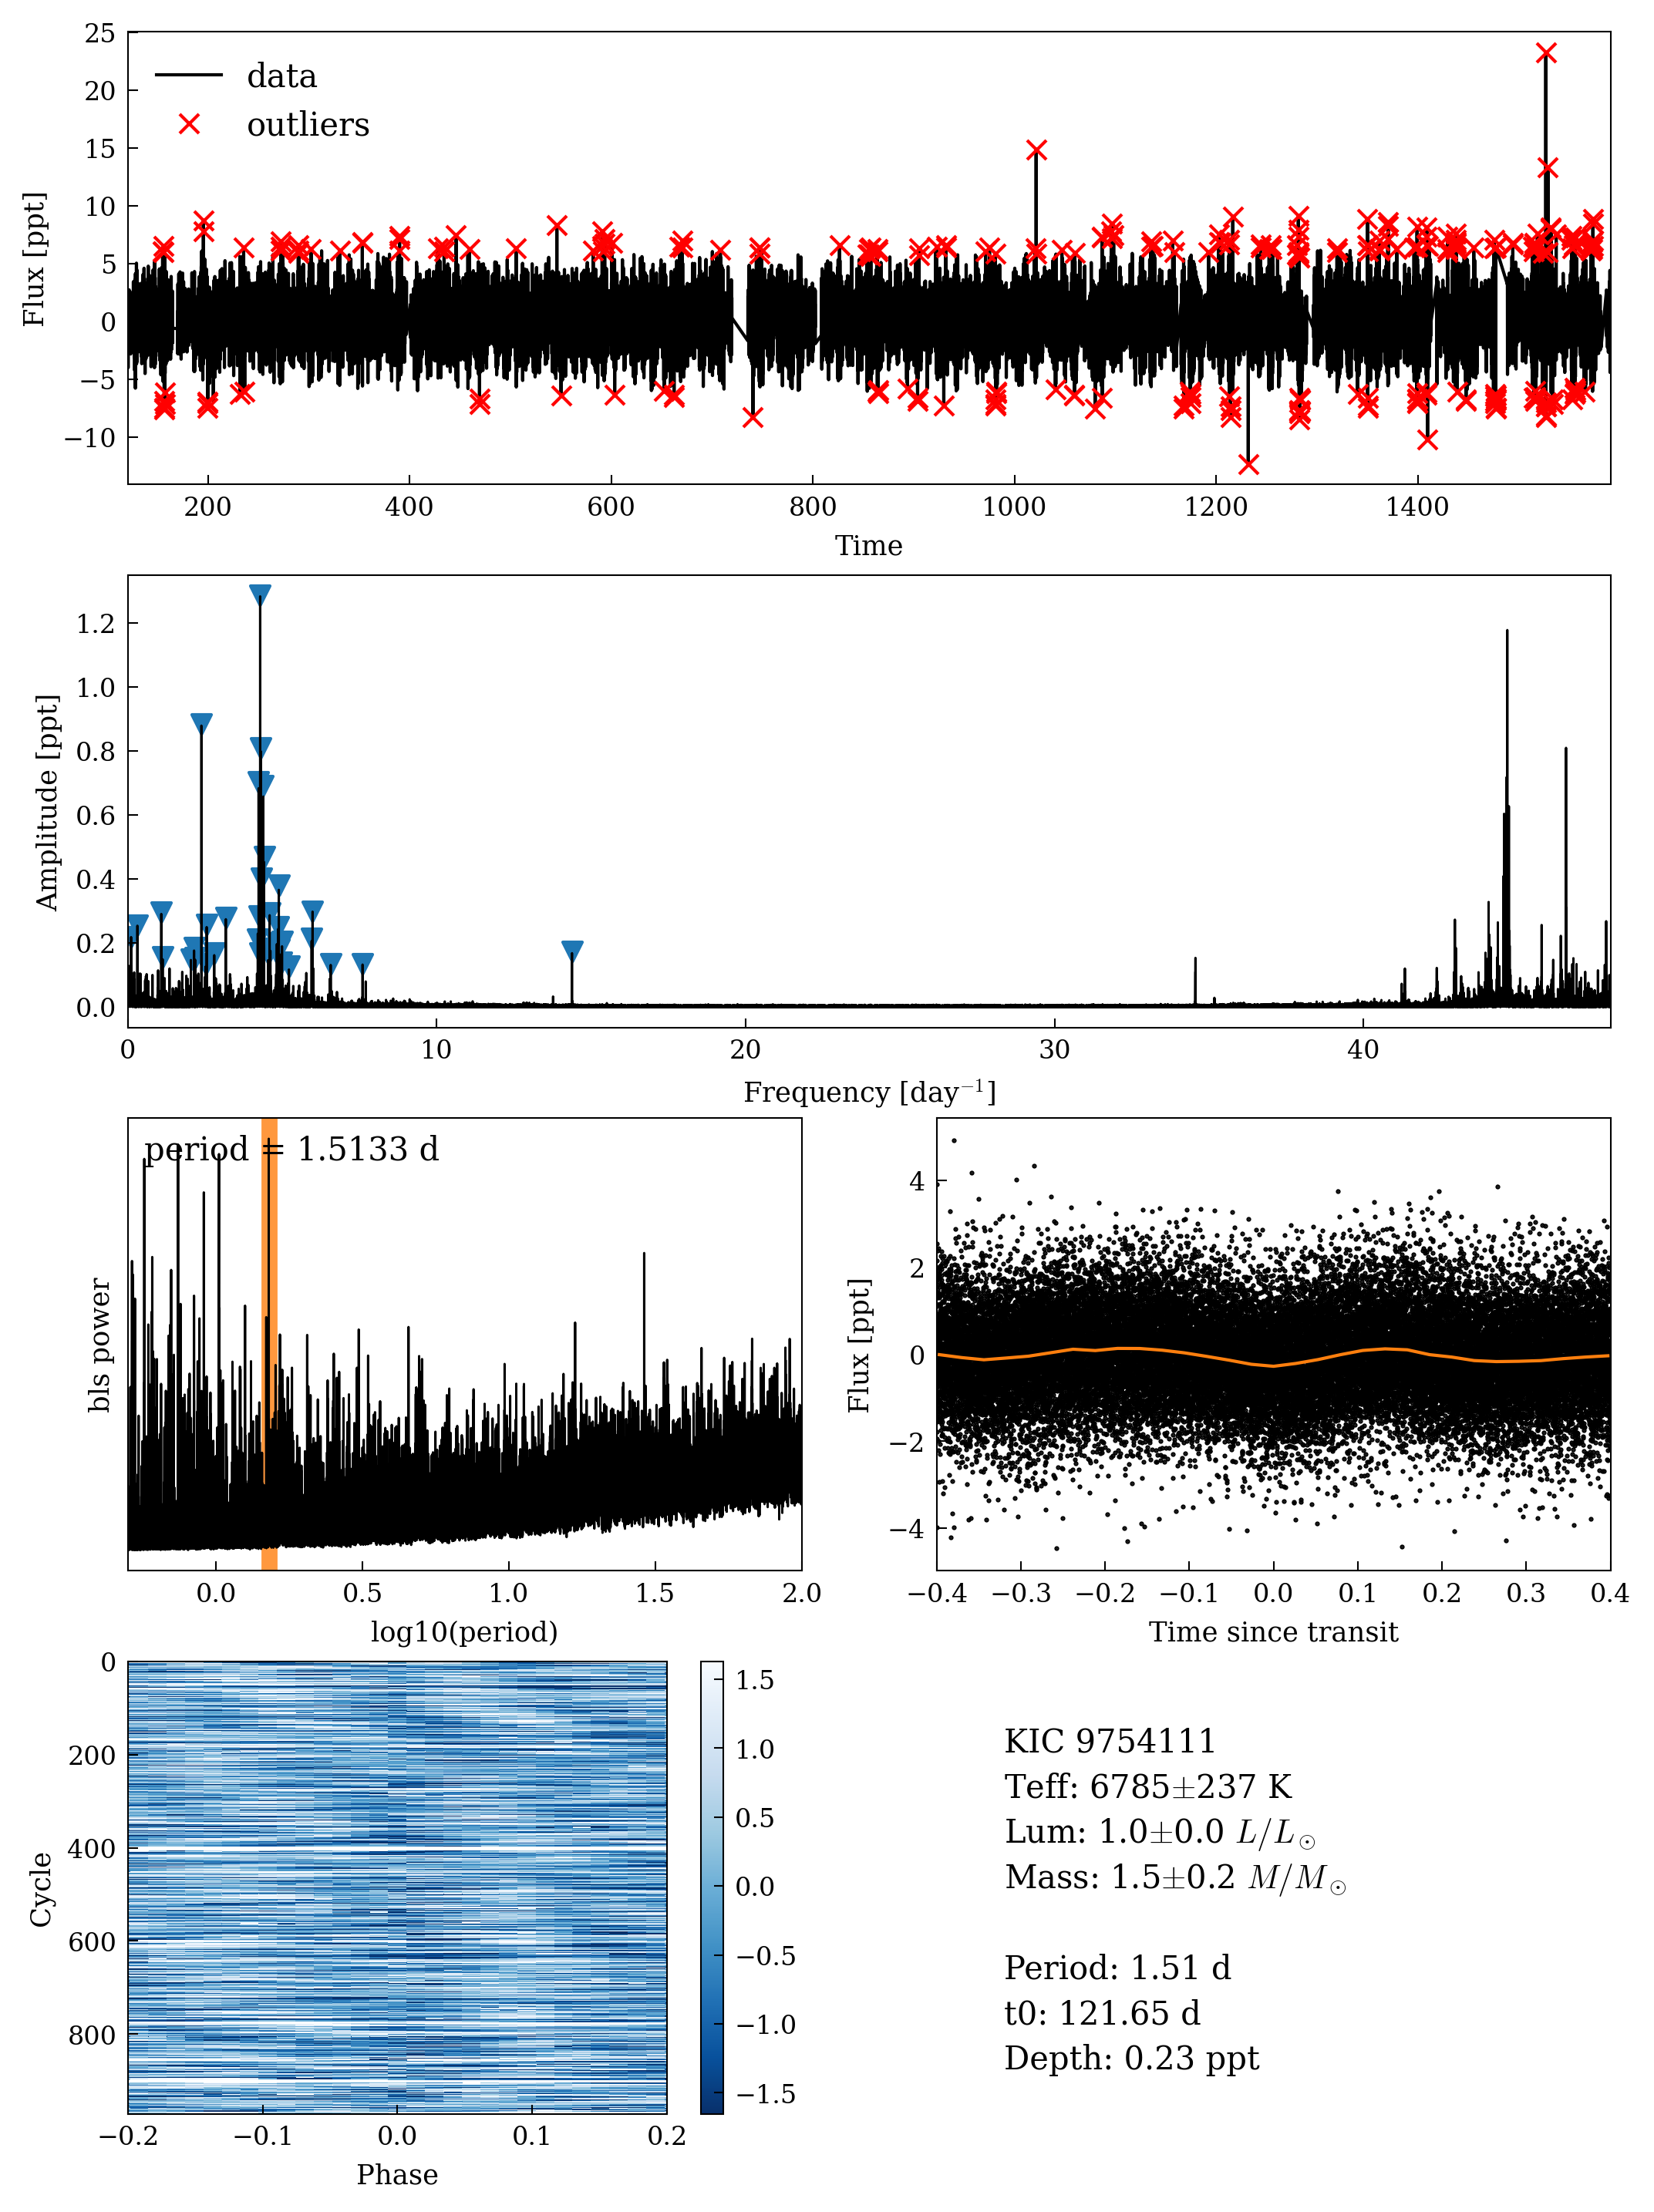 25
20
15
10
5
0
−5
−10
Flux [ppt]
data
outliers
200 400 600 800 1000 1200 1400
Time
1.2
1.0
0.8
0.6
0.4
0.2
0.0
Amplitude [ppt]
0 10 20 30 40
Frequency [day⁻¹]
period = 1.5133 d
bls power
0.0 0.5 1.0 1.5 2.0
log10(period)
4
2
0
−2
−4
Flux [ppt]
−0.4 −0.3 −0.2 −0.1 0.0 0.1 0.2 0.3 0.4
Time since transit
0
200
400
600
800
Cycle
−0.2 −0.1 0.0 0.1 0.2
Phase
1.5
1.0
0.5
0.0
−0.5
−1.0
−1.5
KIC 9754111
Teff: 6785±237 K
Lum: 1.0±0.0 L/L⊙
Mass: 1.5±0.2 M/M⊙
Period: 1.51 d
t0: 121.65 d
Depth: 0.23 ppt